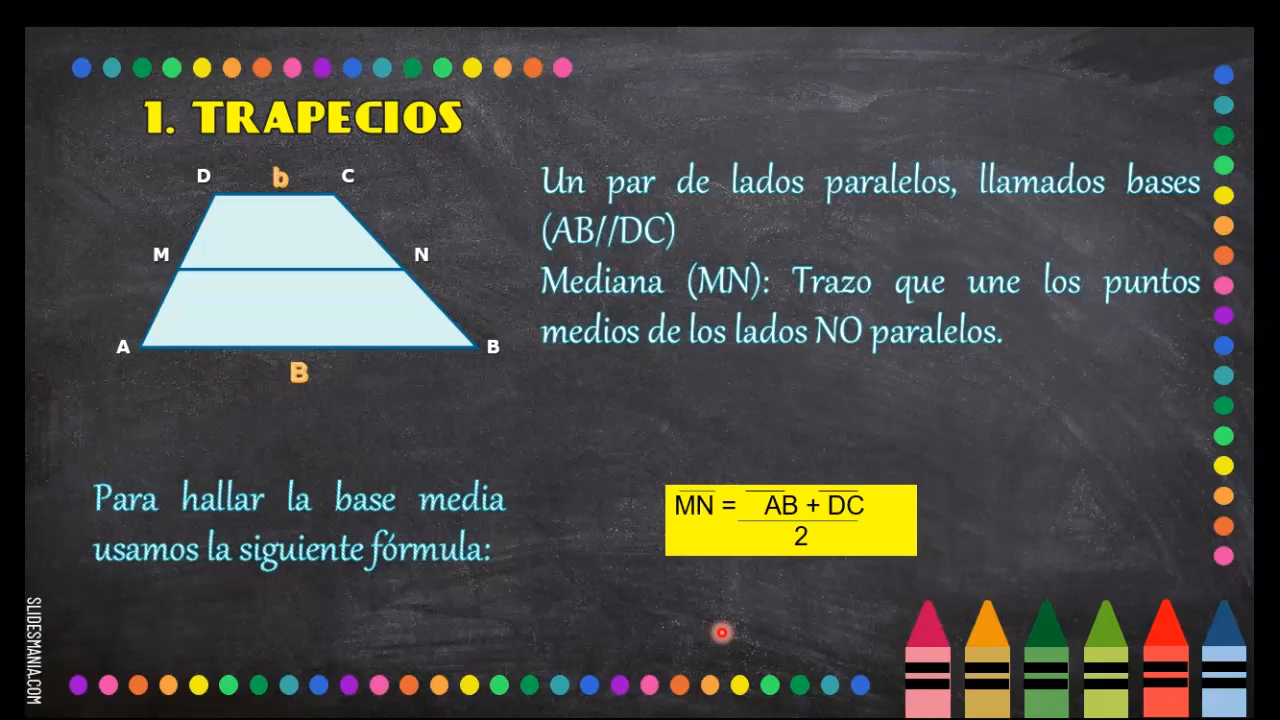 1. TRAPECIOS
D b C
M N
A B
B
Un par de lados paralelos, llamados bases
(AB//DC)
Mediana (MN): Trazo que une los puntos
medios de los lados NO paralelos.
Para hallar la base media
usamos la siguiente fórmula:
MN = AB + DC
2
SLIDESMANIA.COM